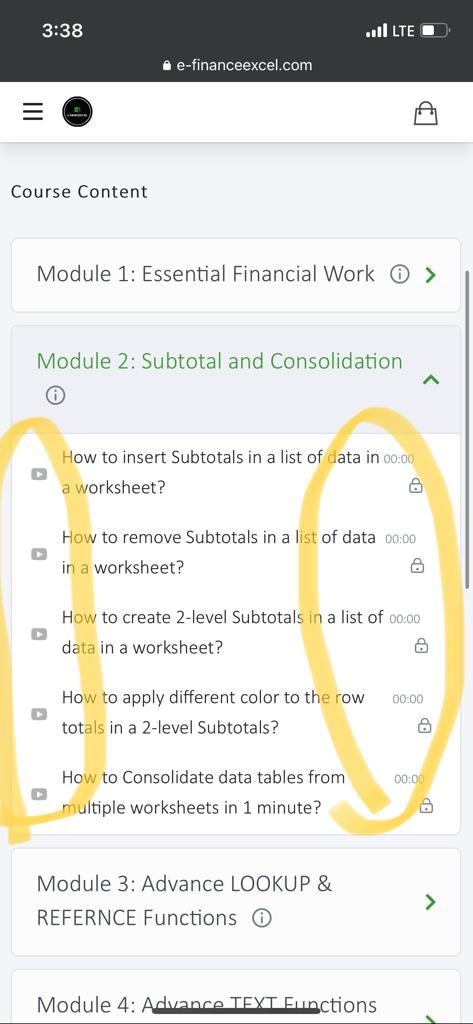 3:38
LTE
e-financeexcel.com
Course Content
Module 1: Essential Financial Work
Module 2: Subtotal and Consolidation
How to insert Subtotals in a list of data in 00:00
a worksheet?
How to remove Subtotals in a list of data 00:00
in a worksheet?
How to create 2-level Subtotals in a list of 00:00
data in a worksheet?
How to apply different color to the row 00:00
totals in a 2-level Subtotals?
How to Consolidate data tables from 00:00
multiple worksheets in 1 minute?
Module 3: Advance LOOKUP &
REFERNCE Functions
Module 4: Advance TEXT Functions